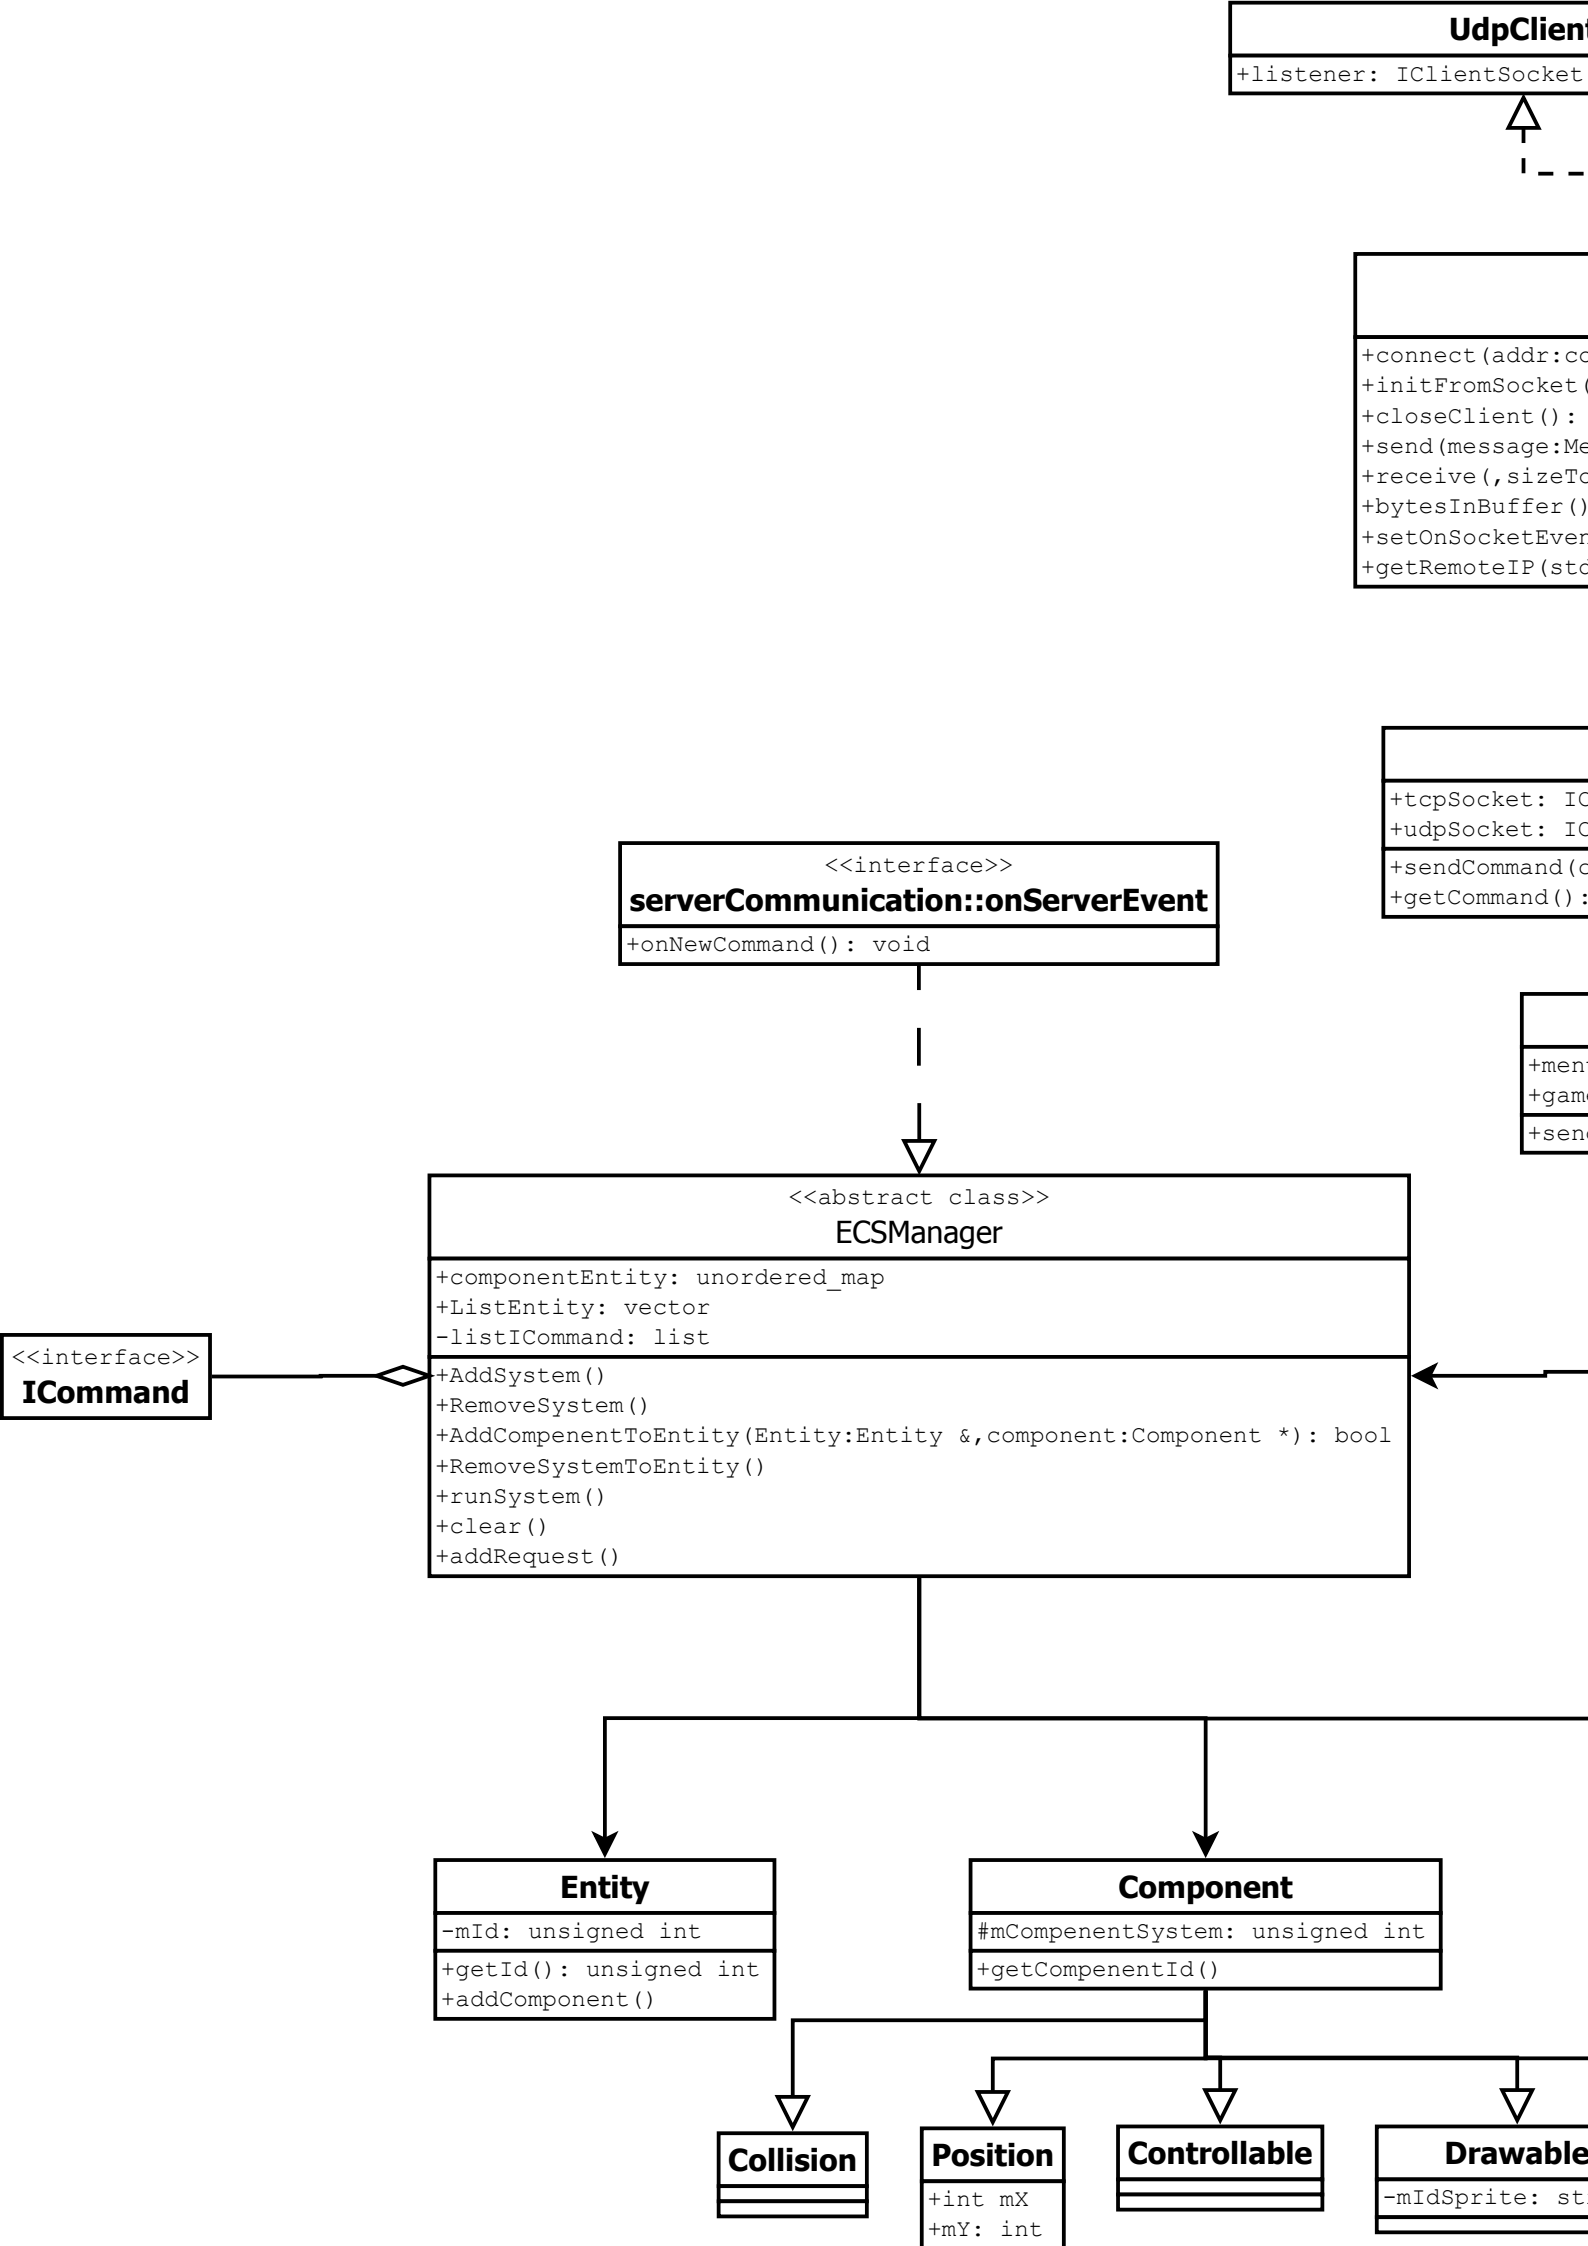 UdpClient
+listener: IClientSocket
+connect(addr:co
+initFromSocket(
+closeClient():
+send(message:Me
+receive(,sizeTo
+bytesInBuffer()
+setOnSocketEven
+getRemoteIP(std
+tcpSocket: IC
+udpSocket: IC
+sendCommand(c
+getCommand():
<<interface>>
serverCommunication::onServerEvent
+onNewCommand(): void
+men
+game
+send
<<abstract class>>
ECSManager
+componentEntity: unordered_map
+ListEntity: vector
-listICommand: list
+AddSystem()
+RemoveSystem()
+AddCompenentToEntity(Entity:Entity &,component:Component *): bool
+RemoveSystemToEntity()
+runSystem()
+clear()
+addRequest()
<<interface>>
ICommand
Entity
-mId: unsigned int
+getId(): unsigned int
+addComponent()
Component
#mCompenentSystem: unsigned int
+getCompenentId()
Collision
Position
+int mX
+mY: int
Controllable
Drawable
-mIdSprite: st